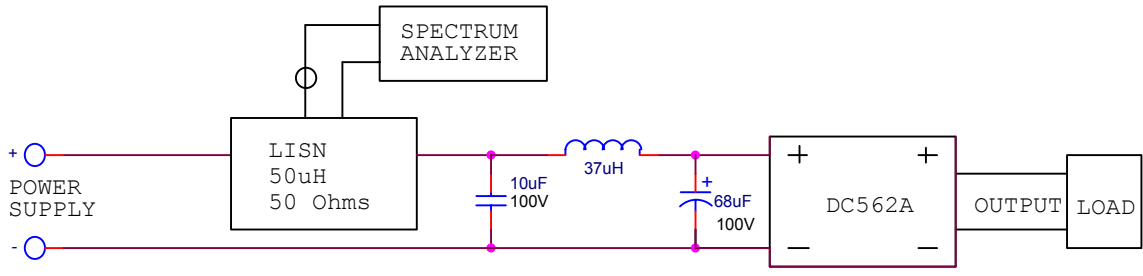 SPECTRUM
ANALYZER
+
POWER
SUPPLY
-
LISN
50uH
50 Ohms
10uF
100V
37uH
+
68uF
100V
+ +
DC562A
- -
OUTPUT
LOAD